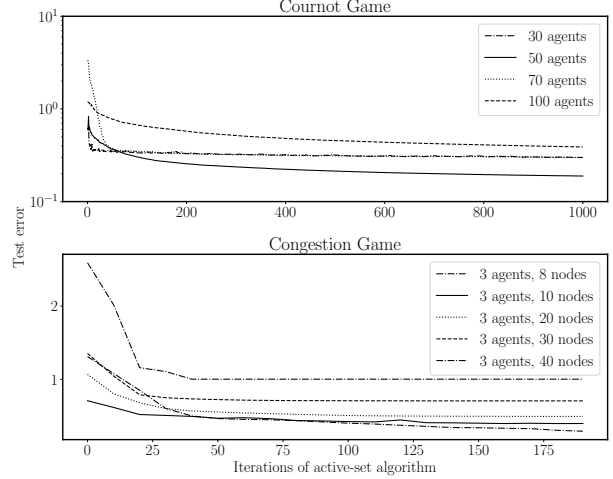 Cournot Game
10^1
10^0
10^−1
30 agents
50 agents
70 agents
100 agents
0 200 400 600 800 1000
Test error
Congestion Game
2
1
3 agents, 8 nodes
3 agents, 10 nodes
3 agents, 20 nodes
3 agents, 30 nodes
3 agents, 40 nodes
0 25 50 75 100 125 150 175
Iterations of active-set algorithm